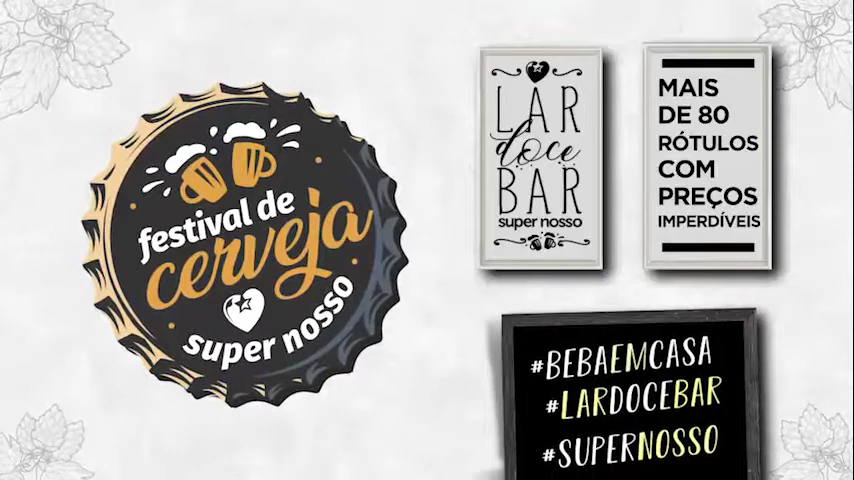 festival de
cerveja
super nosso
LAR
doce
BAR
super nosso
MAIS
DE 80
RÓTULOS
COM
PREÇOS
IMPERDÍVEIS
#BEBAEMCASA
#LARDOCEBAR
#SUPERNOSSO